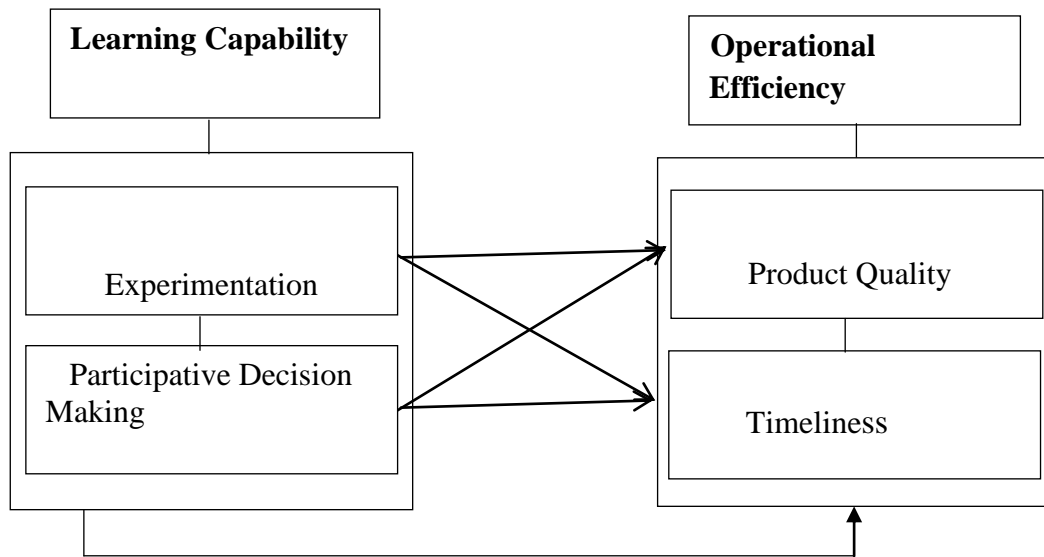 Learning Capability
Operational
Efficiency
Experimentation
Product Quality
Participative Decision
Making
Timeliness